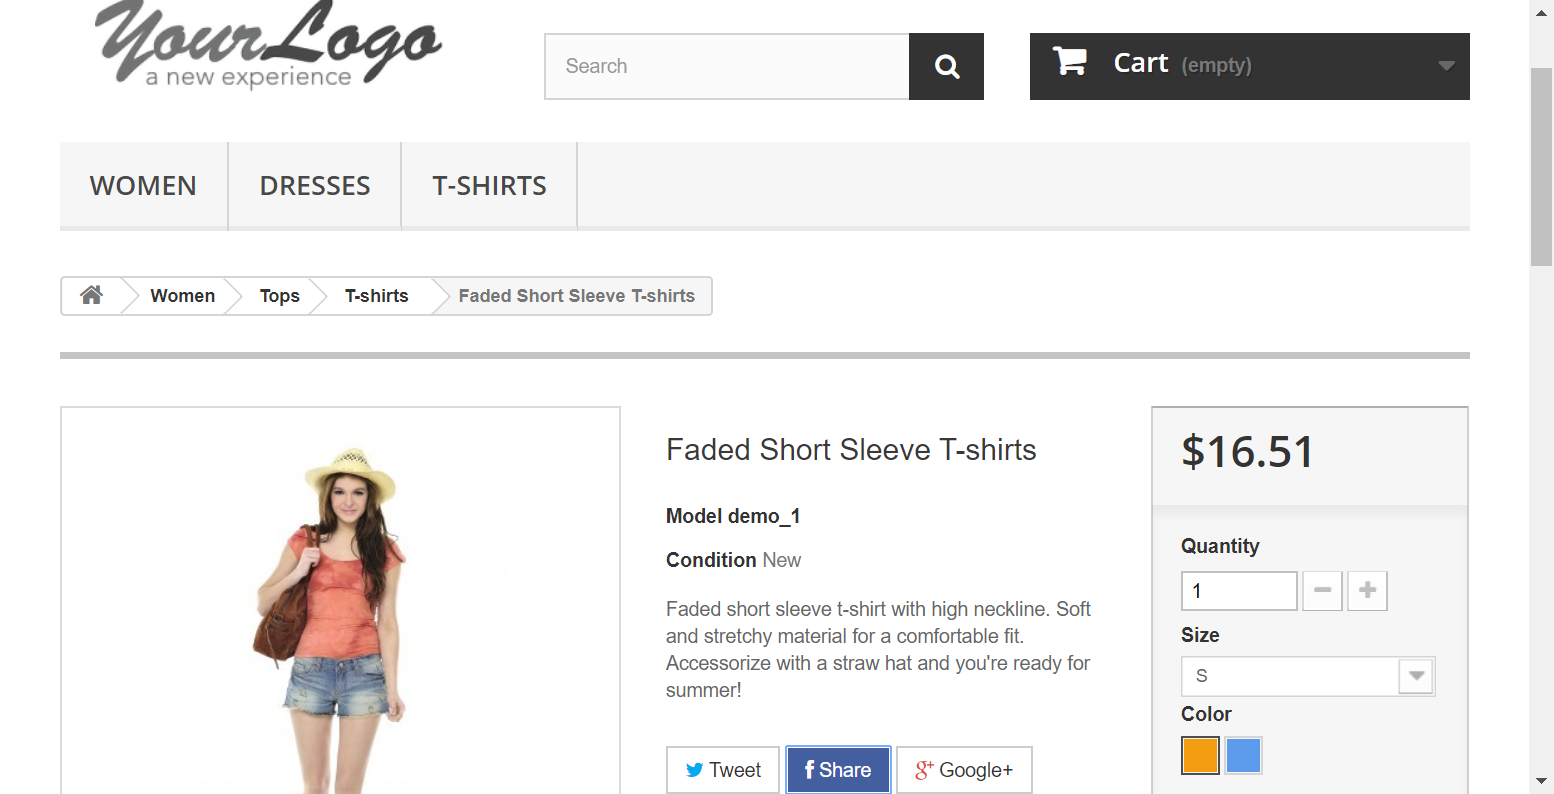 YourLogo
a new experience
Search
Cart (empty)
WOMEN DRESSES T-SHIRTS
Women Tops T-shirts Faded Short Sleeve T-shirts
Faded Short Sleeve T-shirts
Model demo_1
Condition New
Faded short sleeve t-shirt with high neckline. Soft
and stretchy material for a comfortable fit.
Accessorize with a straw hat and you're ready for
summer!
Tweet Share Google+
$16.51
Quantity
1
Size
S
Color